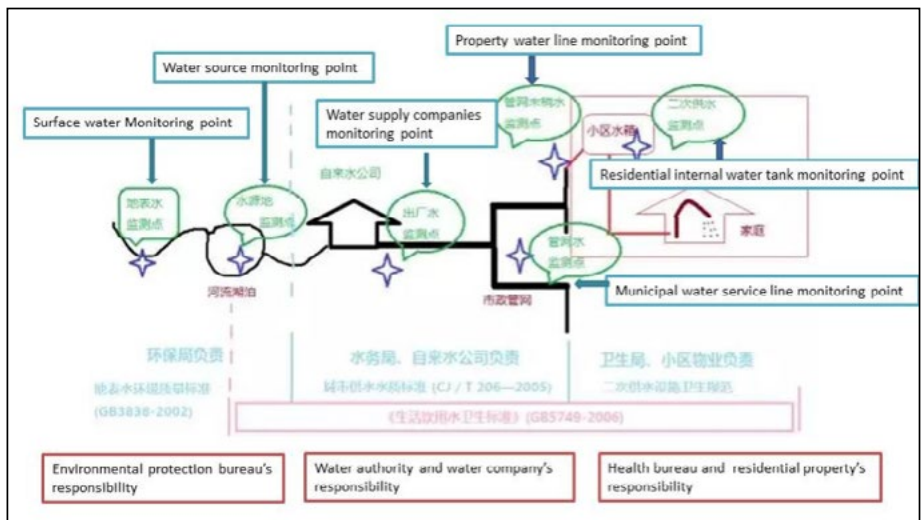 Property water line monitoring point
Water source monitoring point
Surface water Monitoring point
Water supply companies
monitoring point
管网末梢水
监测点
二次供水
监测点
小区水箱
Residential internal water tank monitoring point
自来水公司
地表水
监测点
水源地
监测点
出厂水
监测点
家庭
管网水
监测点
Municipal water service line monitoring point
河流湖泊
市政管网
环保局负责
水务局、自来水公司负责
卫生局、小区物业负责
地表水环境质量标准
(GB3838-2002)
城市供水水质标准 (CJ / T 206—2005)
二次供水设施卫生规范
《生活饮用水卫生标准》(GB5749-2006)
Environmental protection bureau's
responsibility
Water authority and water company's
responsibility
Health bureau and residential property's
responsibility